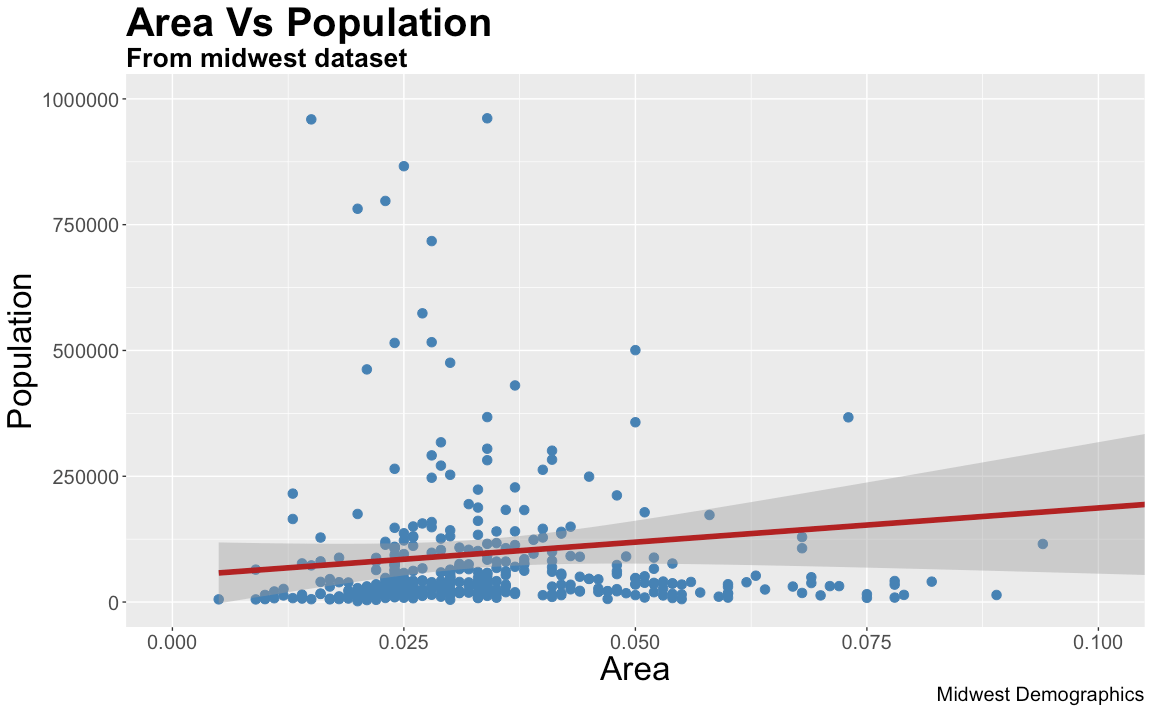 Area Vs Population
From midwest dataset
1000000
750000
500000
250000
0
Population
0.000 0.025 0.050 0.075 0.100
Area
Midwest Demographics